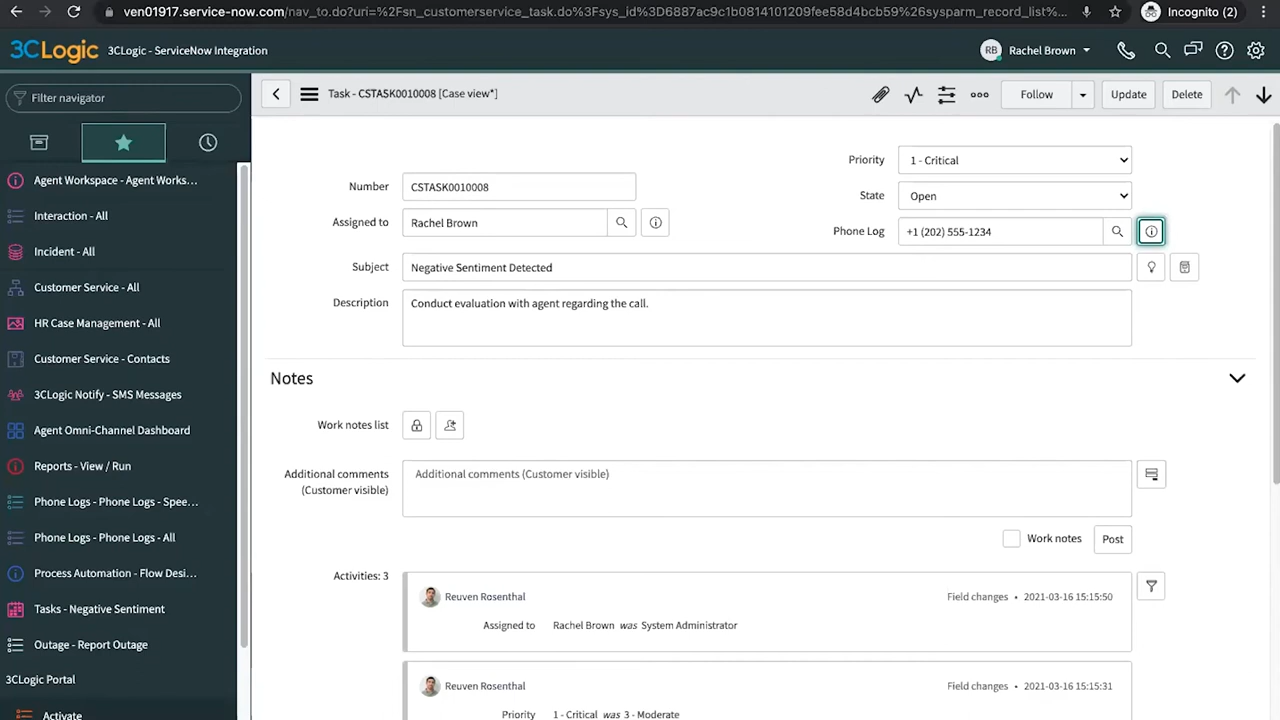 ven01917.service-now.com/nav_to.do?uri=%2Fsn_customerservice_task.do%3Fsys_id%3D6887ac9c1b0814101209fee58d4bcb59%26sysparm_record_list%...
Incognito (2)
3CLogic 3CLogic - ServiceNow Integration
RB Rachel Brown
Filter navigator
Task - CSTASK0010008 [Case view*]
Follow Update Delete
Agent Workspace - Agent Works...
Interaction - All
Incident - All
Customer Service - All
HR Case Management - All
Customer Service - Contacts
3CLogic Notify - SMS Messages
Agent Omni-Channel Dashboard
Reports - View / Run
Phone Logs - Phone Logs - Spee...
Phone Logs - Phone Logs - All
Process Automation - Flow Desi...
Tasks - Negative Sentiment
Outage - Report Outage
3CLogic Portal
Activate
Number CSTASK0010008
Assigned to Rachel Brown
Priority 1 - Critical
State Open
Phone Log +1 (202) 555-1234
Subject Negative Sentiment Detected
Description Conduct evaluation with agent regarding the call.
Notes
Work notes list
Additional comments
(Customer visible)
Additional comments (Customer visible)
Work notes Post
Activities: 3
Reuven Rosenthal Field changes • 2021-03-16 15:15:50
Assigned to Rachel Brown was System Administrator
Reuven Rosenthal Field changes • 2021-03-16 15:15:31
Priority 1 - Critical was 3 - Moderate